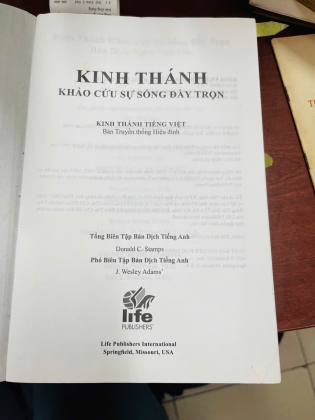 KINH THÁNH
KHẢO CỨU SỰ SỐNG ĐẦY TRỌN
KINH THÁNH TIẾNG VIỆT
Bản Truyền thống Hiệu đính
Tổng Biên Tập Bản Dịch Tiếng Anh
Donald C. Stamps
Phó Biên Tập Bản Dịch Tiếng Anh
J. Wesley Adams
life
PUBLISHERS
Life Publishers International
Springfield, Missouri, USA